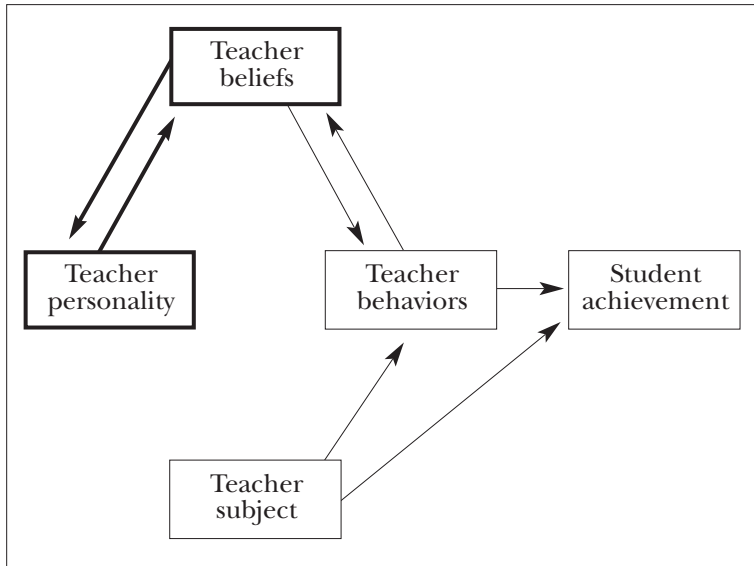 Teacher
beliefs
Teacher
personality
Teacher
behaviors
Student
achievement
Teacher
subject